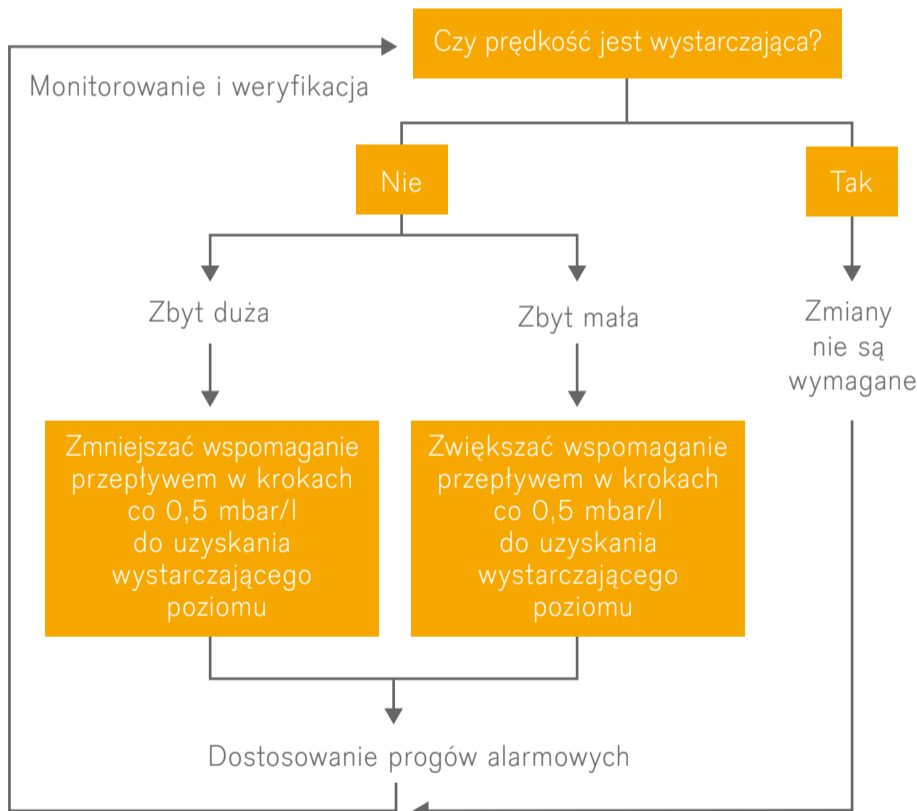 Czy prędkość jest wystarczająca?
Monitorowanie i weryfikacja
Nie
Tak
Zbyt duża
Zbyt mała
Zmiany
nie są
wymagane
Zmniejszać wspomaganie
przepływem w krokach
co 0,5 mbar/l
do uzyskania
wystarczającego
poziomu
Zwiększać wspomaganie
przepływem w krokach
co 0,5 mbar/l
do uzyskania
wystarczającego
poziomu
Dostosowanie progów alarmowych